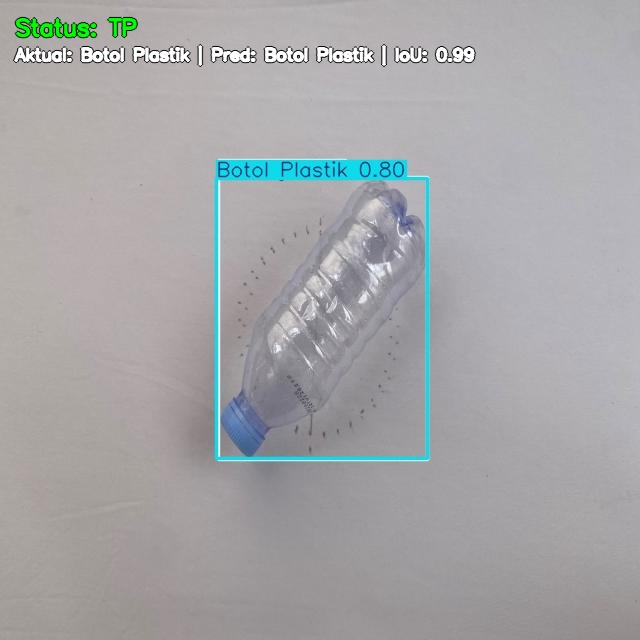 Status: TP
Aktual: Botol Plastik | Pred: Botol Plastik | IoU: 0.99
Botol Plastik 0.80